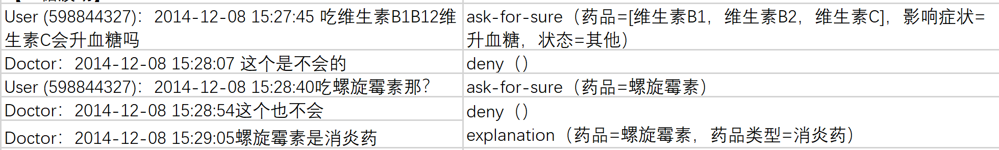 User (598844327)：2014-12-08 15:27:45 吃维生素B1B12维
生素C会升血糖吗
ask-for-sure（药品=[维生素B1，维生素B2，维生素C]，影响症状=
升血糖，状态=其他）
Doctor：2014-12-08 15:28:07 这个是不会的
deny（）
User (598844327)：2014-12-08 15:28:40吃螺旋霉素那？
ask-for-sure（药品=螺旋霉素）
Doctor：2014-12-08 15:28:54这个也不会
deny（）
Doctor：2014-12-08 15:29:05螺旋霉素是消炎药
explanation（药品=螺旋霉素，药品类型=消炎药）